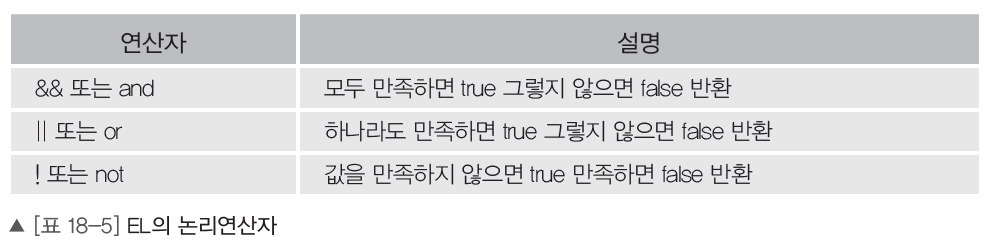 연산자 설명
&& 또는 and 모두 만족하면 true 그렇지 않으면 false 반환
|| 또는 or 하나라도 만족하면 true 그렇지 않으면 false 반환
! 또는 not 값을 만족하지 않으면 true 만족하면 false 반환
▲ [표 18-5] EL의 논리연산자